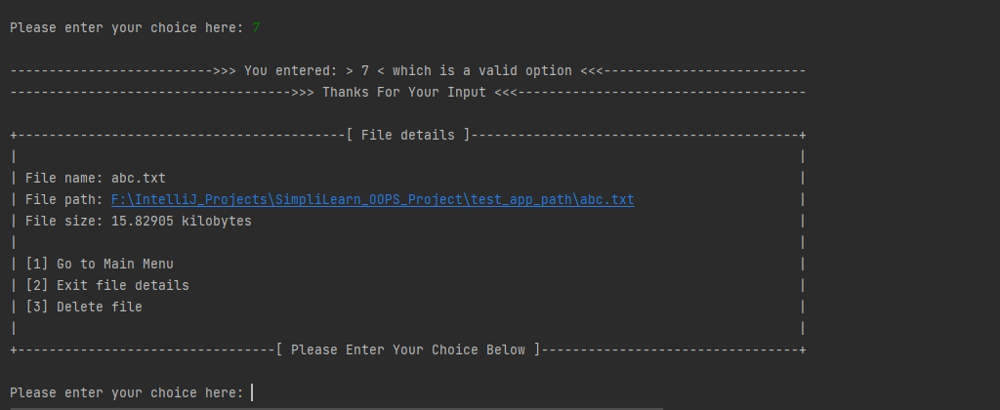 Please enter your choice here: 7
-------------------------->>> You entered: > 7 < which is a valid option <<<--------------------------
------------------------------------>>> Thanks For Your Input <<<-------------------------------------
+------------------------------------------[ File details ]------------------------------------------+
| File name: abc.txt |
| File path: F:\IntelliJ_Projects\SimpliLearn_OOPS_Project\test_app_path\abc.txt |
| File size: 15.82905 kilobytes |
| [1] Go to Main Menu |
| [2] Exit file details |
| [3] Delete file |
+---------------------------------[ Please Enter Your Choice Below ]---------------------------------+
Please enter your choice here: